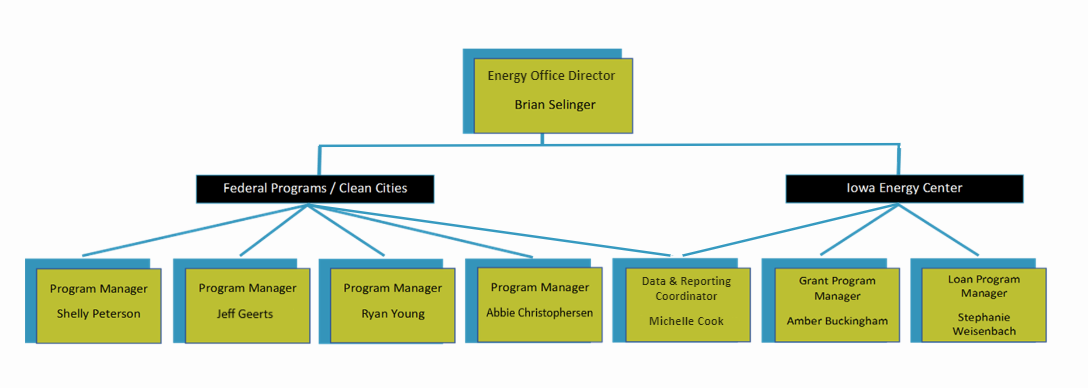 Energy Office Director
Brian Selinger
Federal Programs / Clean Cities
Iowa Energy Center
Program Manager
Shelly Peterson
Program Manager
Jeff Geerts
Program Manager
Ryan Young
Program Manager
Abbie Christophersen
Data & Reporting
Coordinator
Michelle Cook
Grant Program
Manager
Amber Buckingham
Loan Program
Manager
Stephanie
Weisenbach